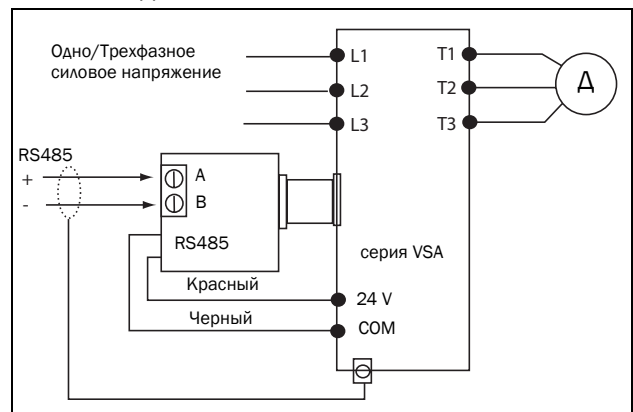 Одно/Трехфазное
силовое напряжение
L1
L2
L3
T1
T2
T3
Д
RS485
+
-
A
B
RS485
серия VSA
Красный
24 V
Черный
COM